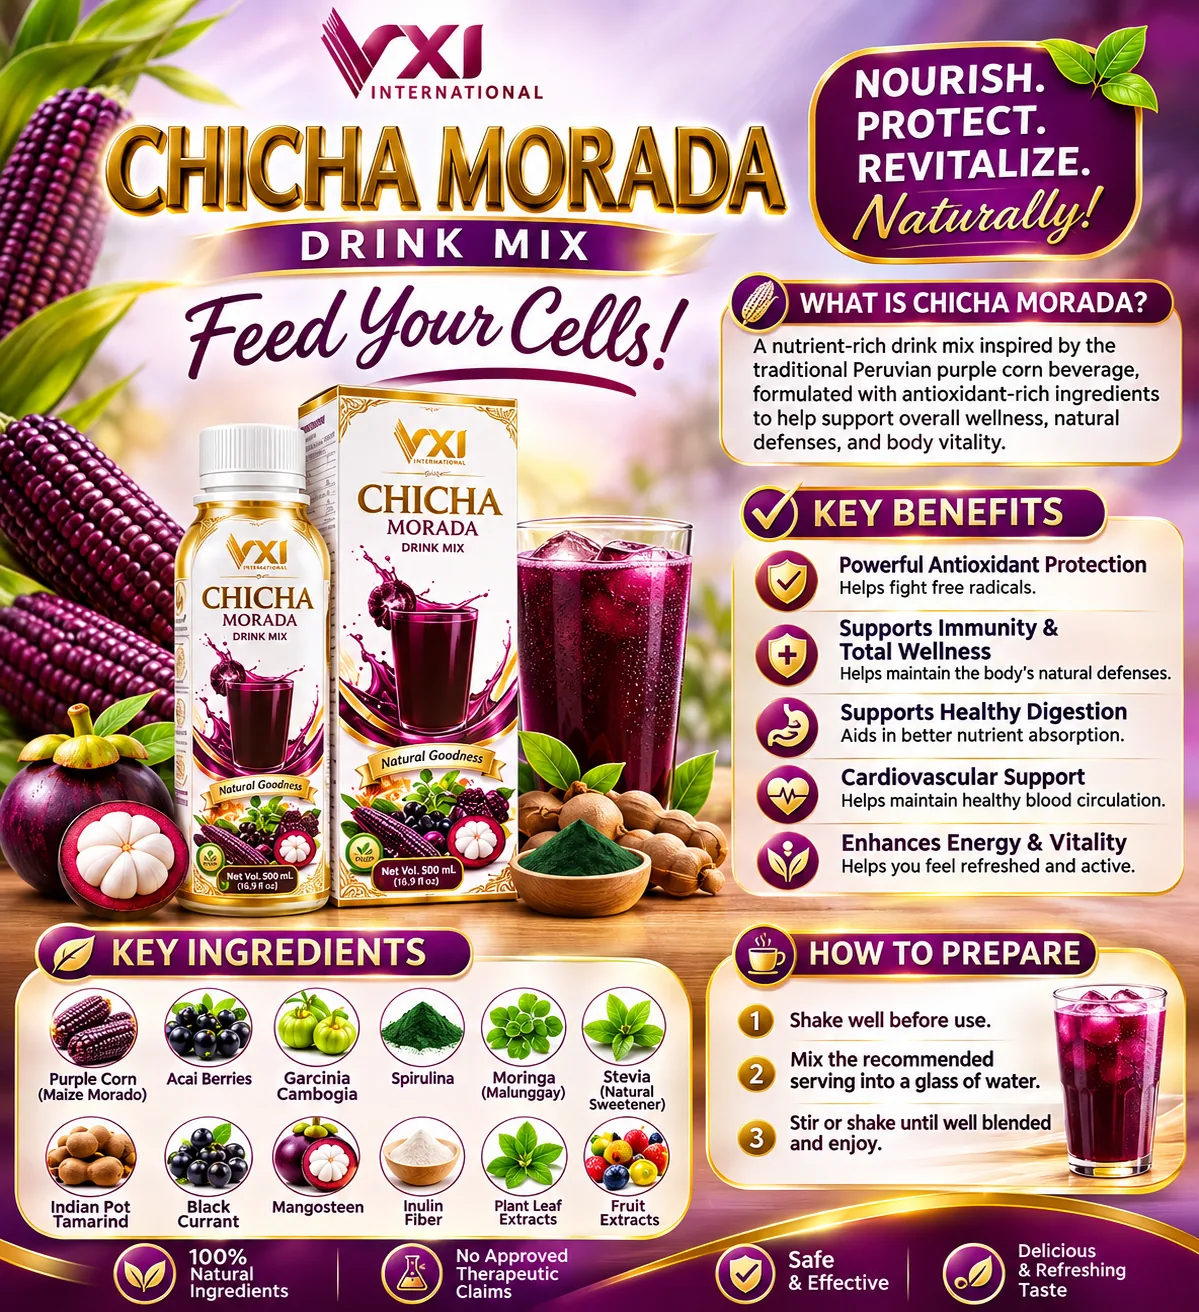 VXI
INTERNATIONAL
CHICHA MORADA
DRINK MIX
Feed Your Cells!
NOURISH.
PROTECT.
REVITALIZE.
Naturally!
WHAT IS CHICHA MORADA?
A nutrient-rich drink mix inspired by the
traditional Peruvian purple corn beverage,
formulated with antioxidant-rich ingredients
to help support overall wellness, natural
defenses, and body vitality.
VXI
INTERNATIONAL
CHICHA
MORADA
DRINK MIX
Natural Goodness
Net Vol. 500 mL
(16.9 fl oz)
VXI
INTERNATIONAL
CHICHA
MORADA
DRINK MIX
Natural Goodness
Net Vol. 500 mL
(16.9 fl oz)
KEY BENEFITS
Powerful Antioxidant Protection
Helps fight free radicals.
Supports Immunity &
Total Wellness
Helps maintain the body's natural defenses.
Supports Healthy Digestion
Aids in better nutrient absorption.
Cardiovascular Support
Helps maintain healthy blood circulation.
Enhances Energy & Vitality
Helps you feel refreshed and active.
KEY INGREDIENTS
Purple Corn
(Maize Morado)
Acai Berries
Garcinia
Cambogia
Spirulina
Moringa
(Malunggay)
Stevia
(Natural
Sweetener)
Indian Pot
Tamarind
Black
Currant
Mangosteen
Inulin
Fiber
Plant Leaf
Extracts
Fruit
Extracts
HOW TO PREPARE
1 Shake well before use.
2 Mix the recommended
serving into a glass of water.
3 Stir or shake until well blended
and enjoy.
100%
Natural
Ingredients
No Approved
Therapeutic
Claims
Safe
& Effective
Delicious
& Refreshing
Taste